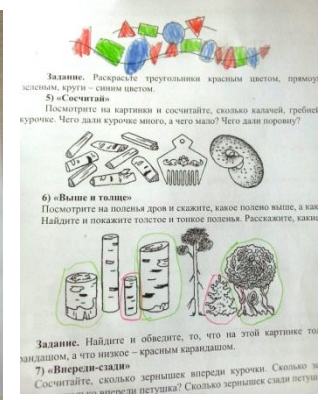 Задание. Раскрасьте треугольники красным цветом, прямоу
зеленым, круги – синим цветом.
5) «Сосчитай»
Посмотрите на картинки и сосчитайте, сколько калачей, гребней
курочке. Чего дали курочке много, а чего мало? Чего дали поровну?
6) «Выше и толще»
Посмотрите на поленья дров и скажите, какое полено выше, а как
Найдите и покажите толстое и тонкое поленья. Расскажите, каки
Задание. Найдите и обведите, то, что на этой картинке то
рандашом, а что низкое – красным карандашом.
7) «Впереди-сзади»
Сосчитайте, сколько зернышек впереди курочки. Сколько з
впереди петушка? Сколько зернышек сзади петуш